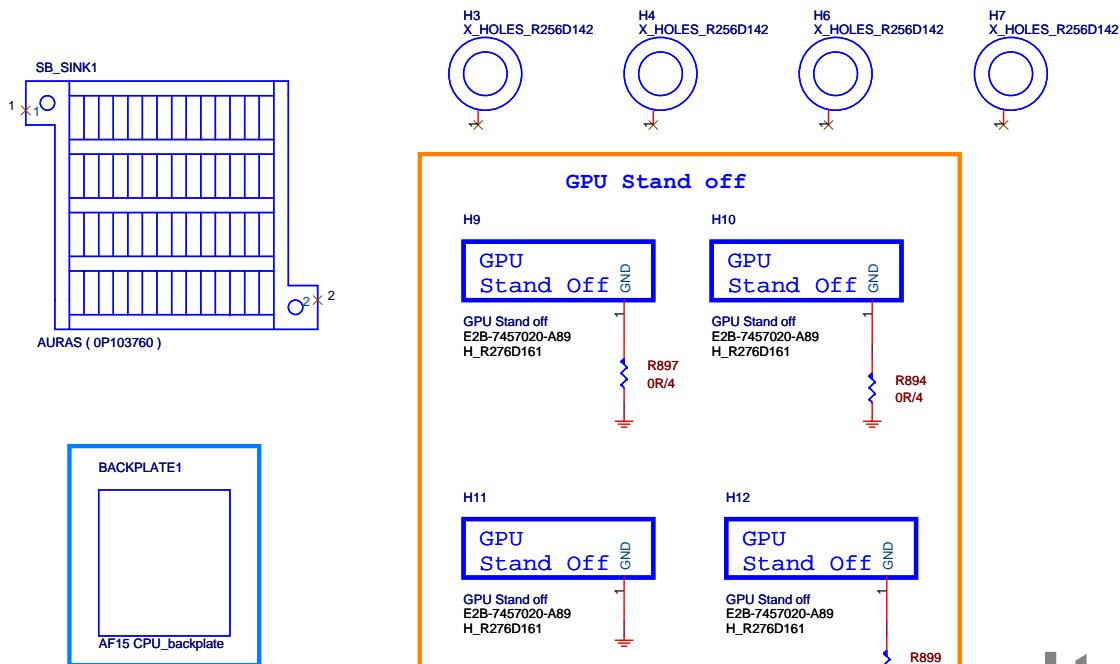 H3
X_HOLES_R256D142
1
H4
X_HOLES_R256D142
1
H6
X_HOLES_R256D142
1
H7
X_HOLES_R256D142
1
SB_SINK1
1
1
2
2
AURAS ( 0P103760 )
GPU Stand off
H9
GPU
Stand Off
GND
1
GPU Stand off
E2B-7457020-A89
H_R276D161
R897
0R/4
H10
GPU
Stand Off
GND
1
GPU Stand off
E2B-7457020-A89
H_R276D161
R894
0R/4
BACKPLATE1
AF15 CPU_backplate
H11
GPU
Stand Off
GND
1
GPU Stand off
E2B-7457020-A89
H_R276D161
H12
GPU
Stand Off
GND
1
GPU Stand off
E2B-7457020-A89
H_R276D161
R899